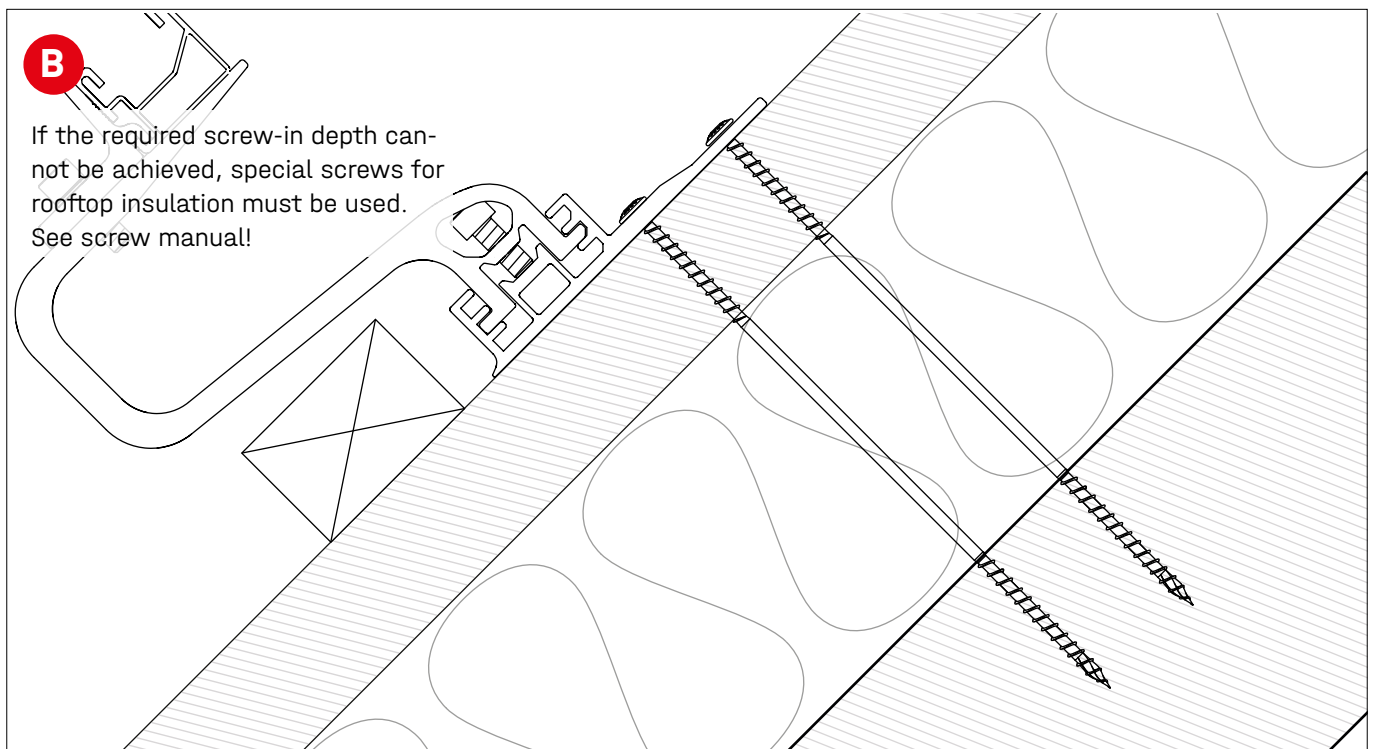 B
If the required screw-in depth can-
not be achieved, special screws for
rooftop insulation must be used.
See screw manual!